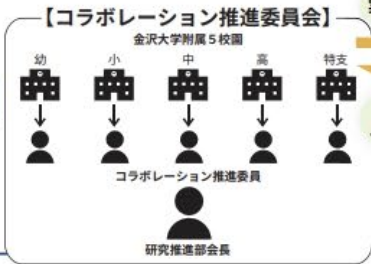 【コラボレーション推進委員会】
金沢大学附属5校園
幼 小 中 高 特支
コラボレーション推進委員
研究推進部会長